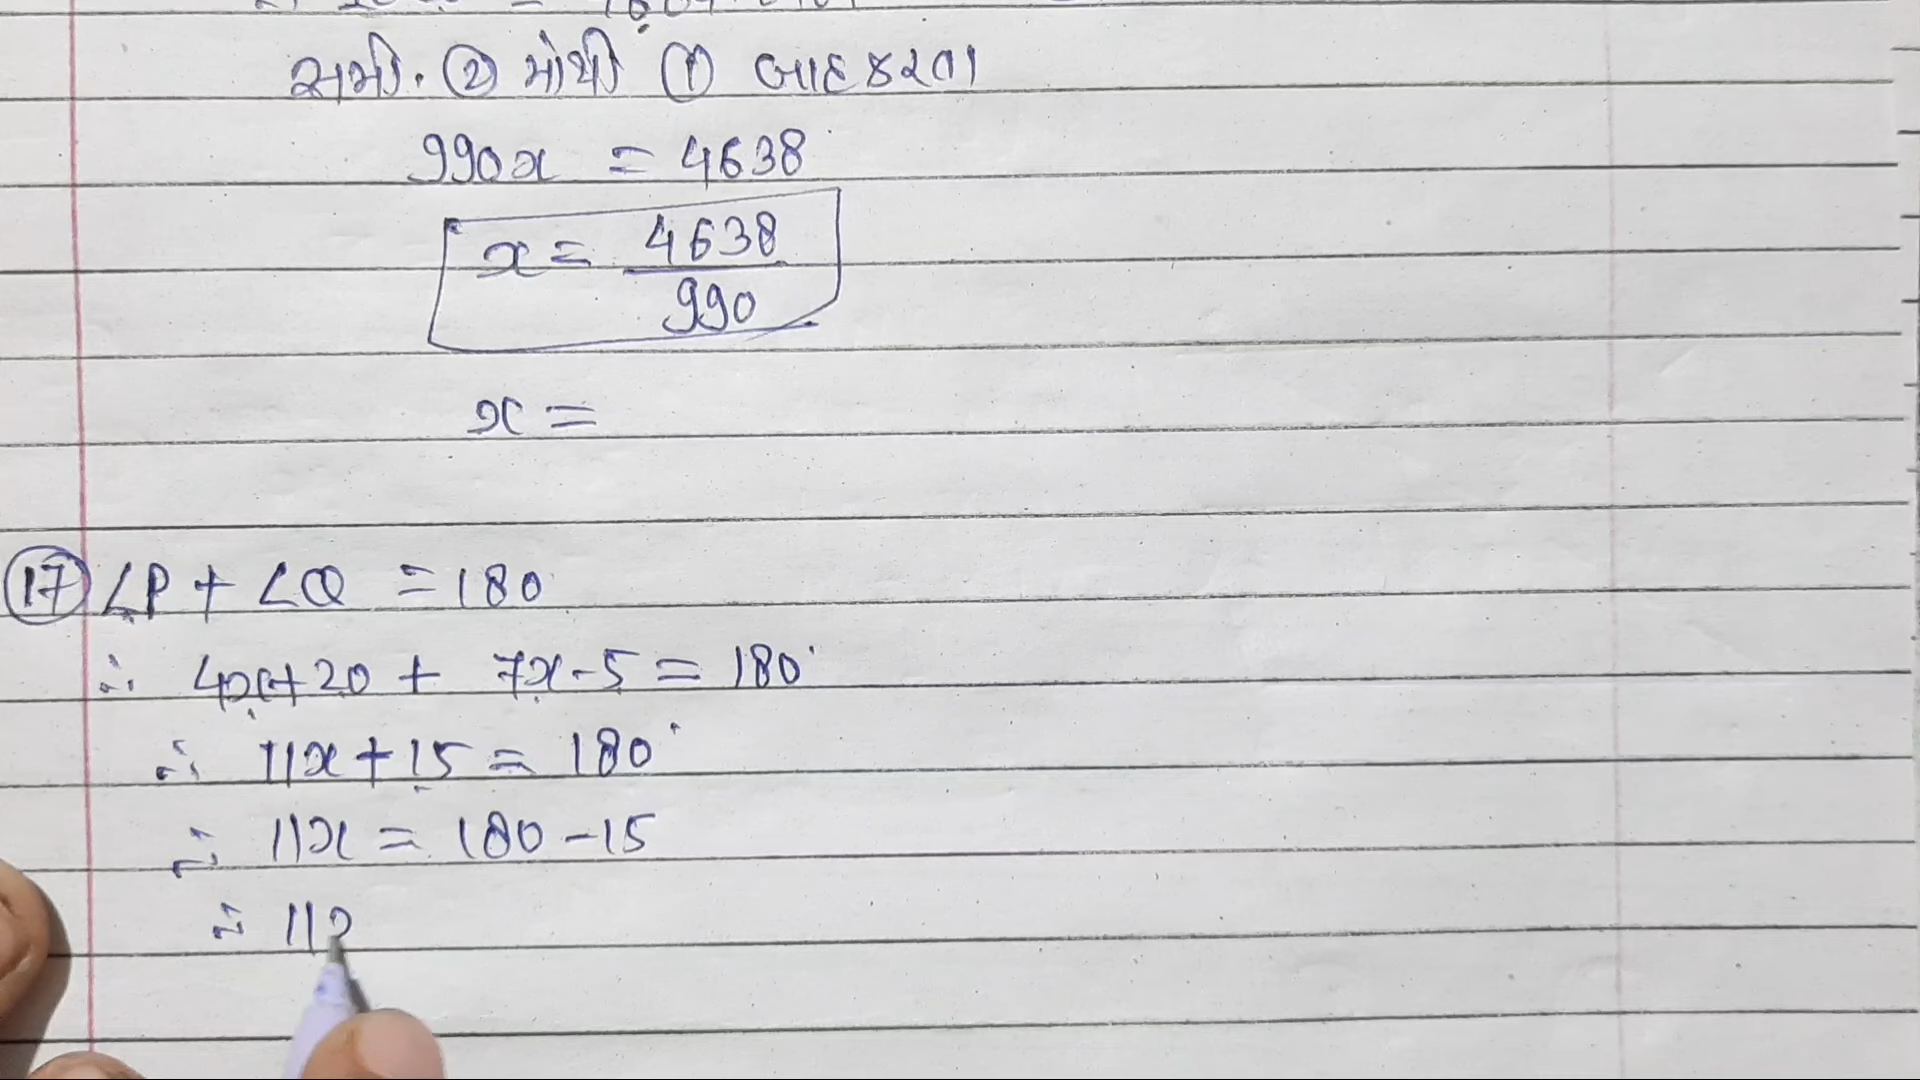 સમી. ② માંથી ① બાદ કરતા
990x = 4638
x = 4638/990
x =
17 ∠P + ∠Q = 180
∴ 4x+20 + 7x-5 = 180
∴ 11x + 15 = 180
∴ 11x = 180 - 15
∴ 11